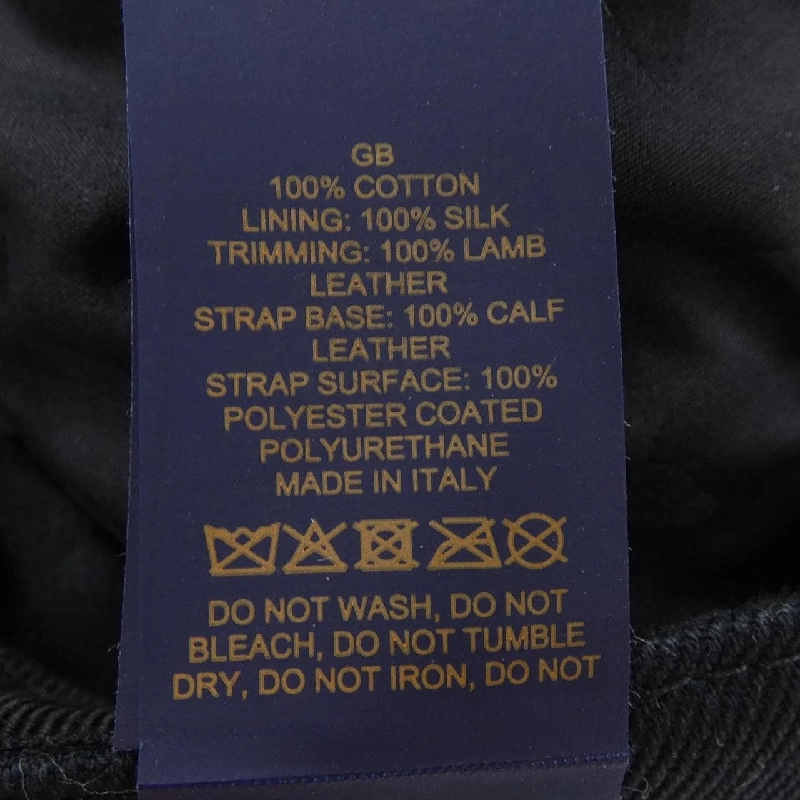 GB
100% COTTON
LINING: 100% SILK
TRIMMING: 100% LAMB
LEATHER
STRAP BASE: 100% CALF
LEATHER
STRAP SURFACE: 100%
POLYESTER COATED
POLYURETHANE
MADE IN ITALY
DO NOT WASH, DO NOT
BLEACH, DO NOT TUMBLE
DRY, DO NOT IRON, DO NOT